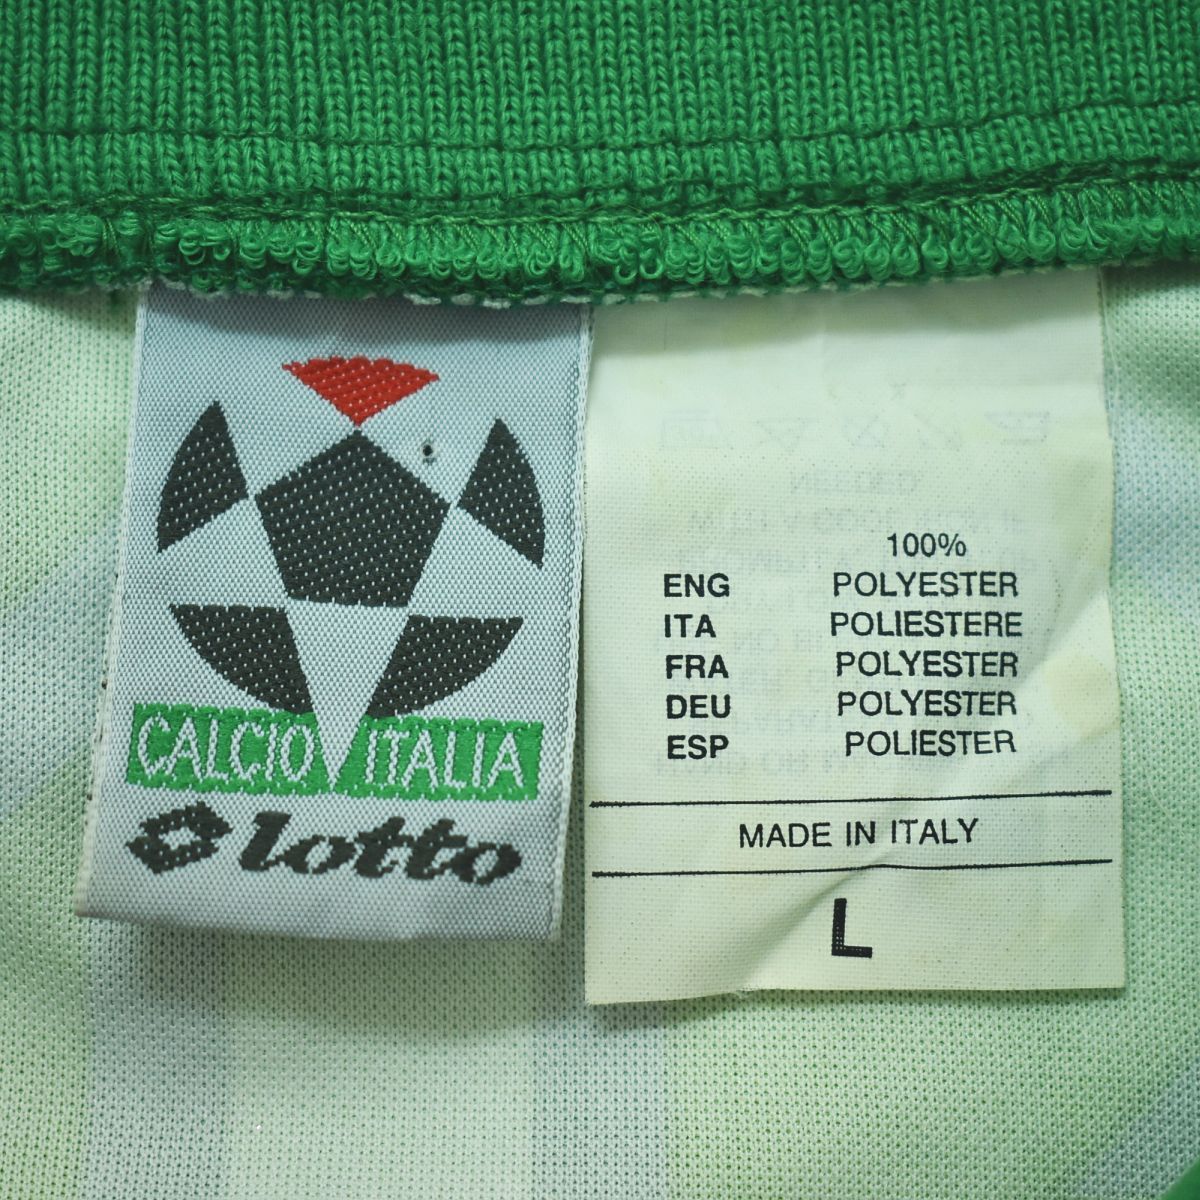 CALCIO ITALIA
lotto
100%
ENG POLYESTER
ITA POLIESTERE
FRA POLYESTER
DEU POLYESTER
ESP POLIESTER
MADE IN ITALY
L